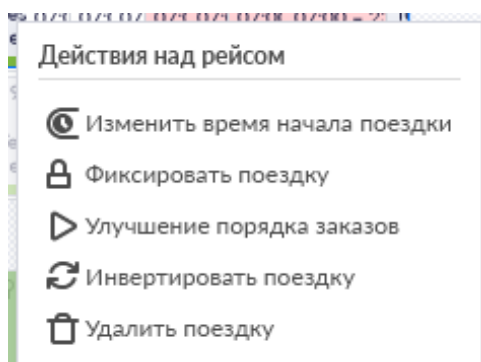 Действия над рейсом
Изменить время начала поездки
Фиксировать поездку
Улучшение порядка заказов
Инвертировать поездку
Удалить поездку